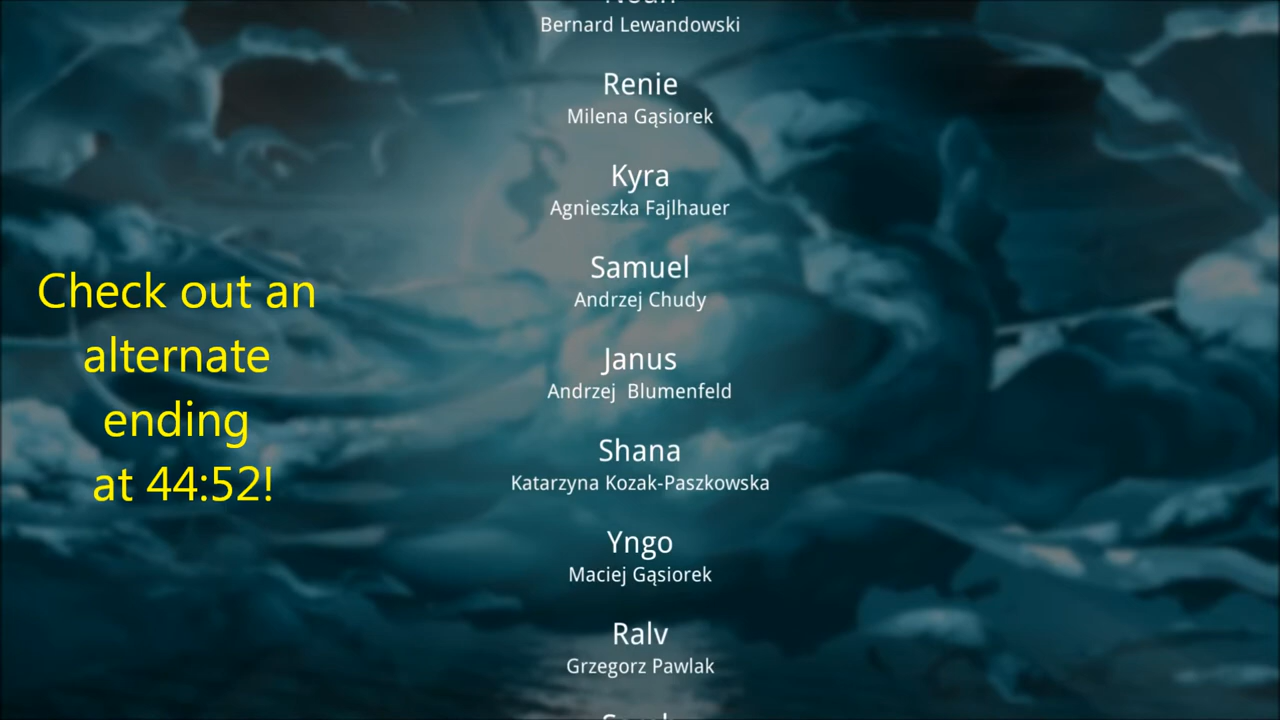 Bernard Lewandowski
Renie
Milena Gąsiorek
Kyra
Agnieszka Fajlhauer
Samuel
Andrzej Chudy
Janus
Andrzej  Blumenfeld
Shana
Katarzyna Kozak-Paszkowska
Yngo
Maciej Gąsiorek
Ralv
Grzegorz Pawlak
Check out an
alternate
ending
at 44:52!